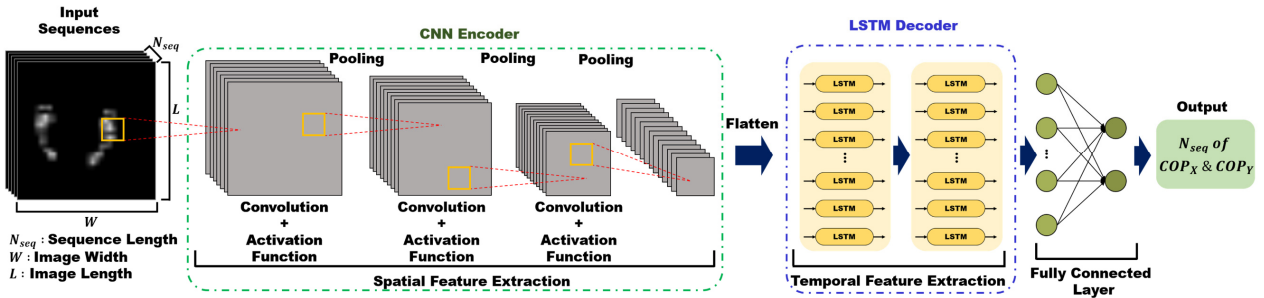 Input
Sequences
N_seq
L
W
N_seq : Sequence Length
W : Image Width
L : Image Length
CNN Encoder
Pooling
Pooling
Pooling
Convolution
+
Activation
Function
Convolution
+
Activation
Function
Convolution
+
Activation
Function
Spatial Feature Extraction
Flatten
LSTM Decoder
LSTM
LSTM
LSTM
⋮
LSTM
LSTM
LSTM
LSTM
LSTM
LSTM
⋮
LSTM
LSTM
LSTM
Temporal Feature Extraction
Fully Connected
Layer
Output
N_seq of
COP_X & COP_Y